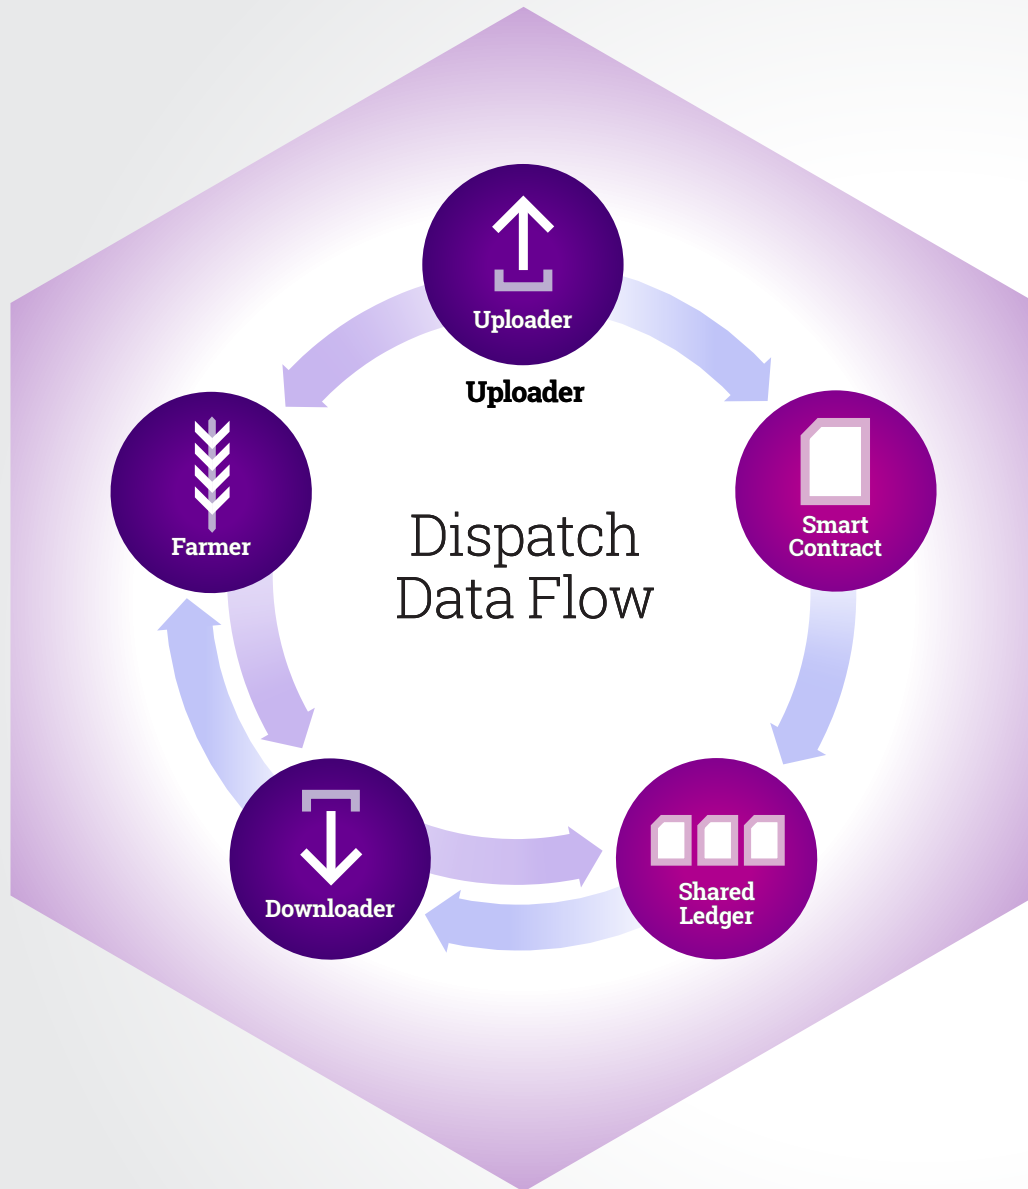 Uploader
Uploader
Farmer
Smart
Contract
Dispatch
Data Flow
Downloader
Shared
Ledger